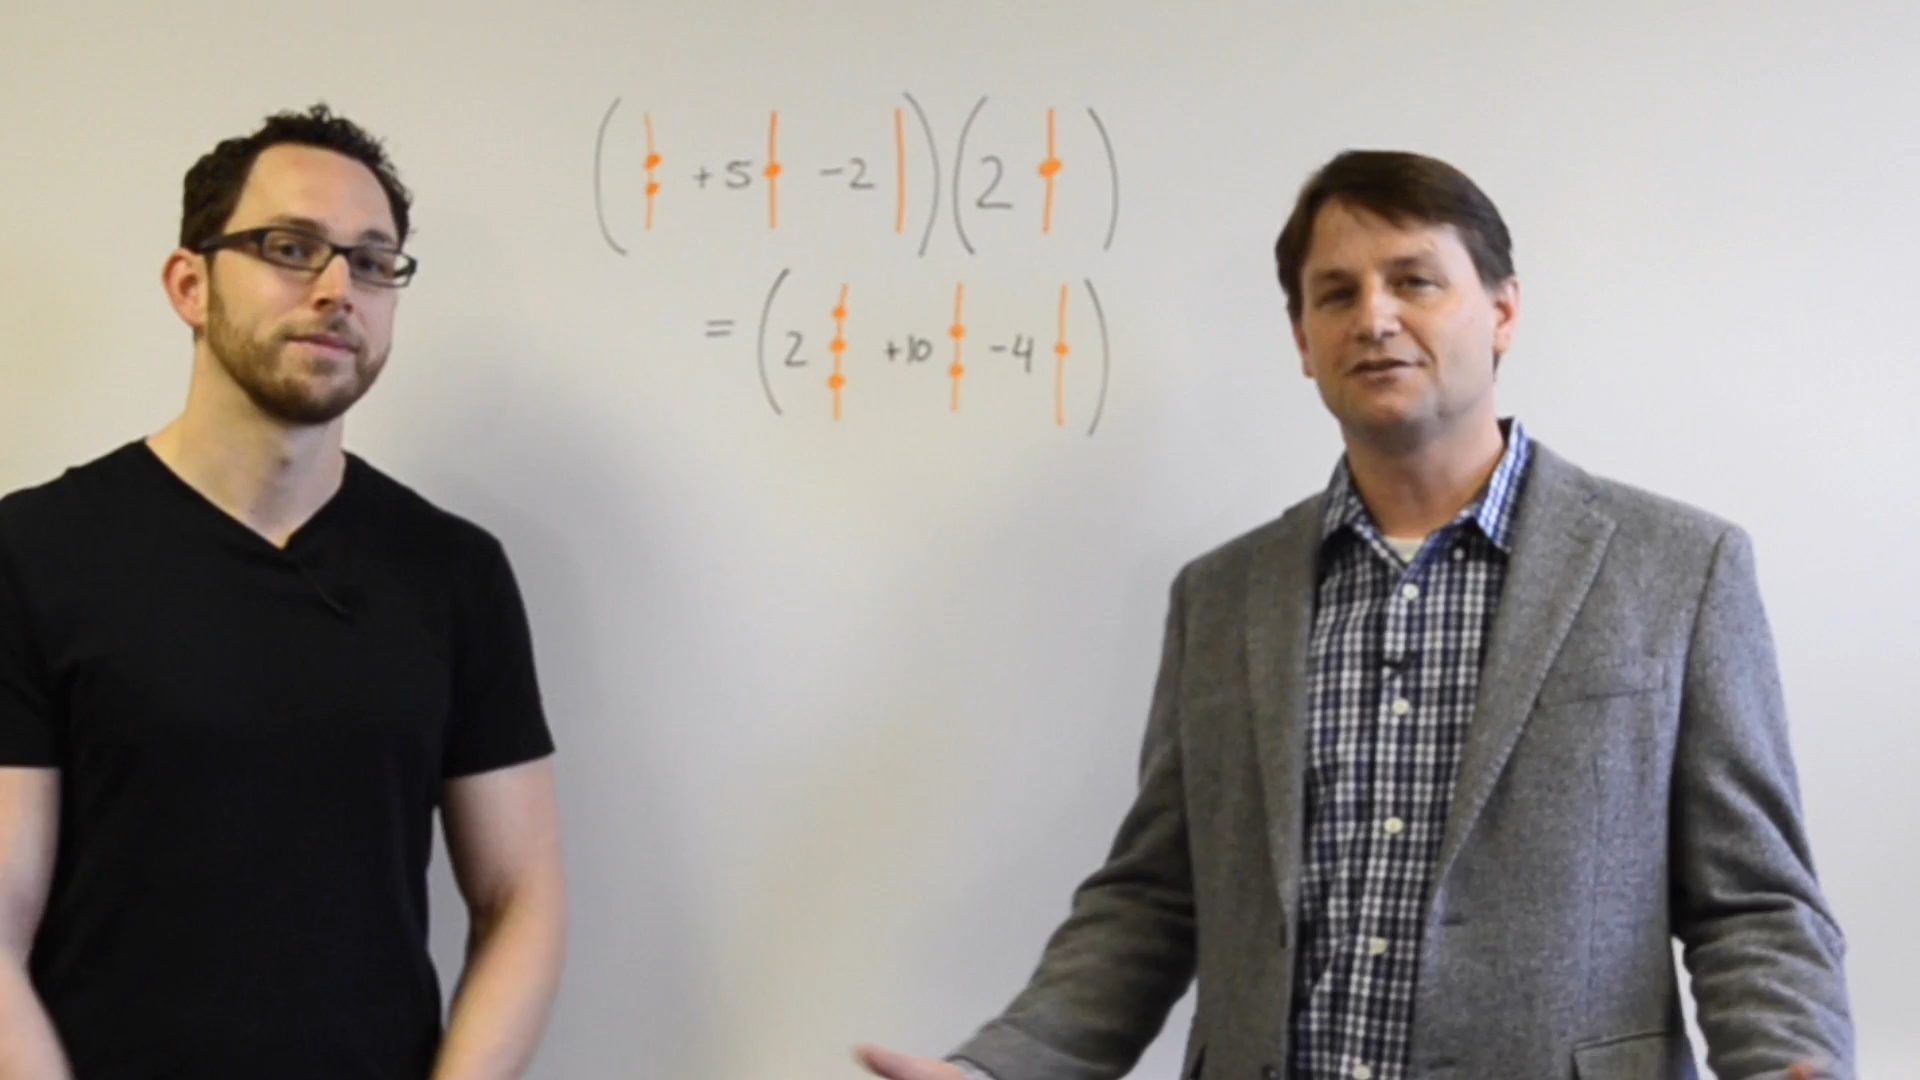 ( +5 -2 )(2 )
= (2 +10 -4 )